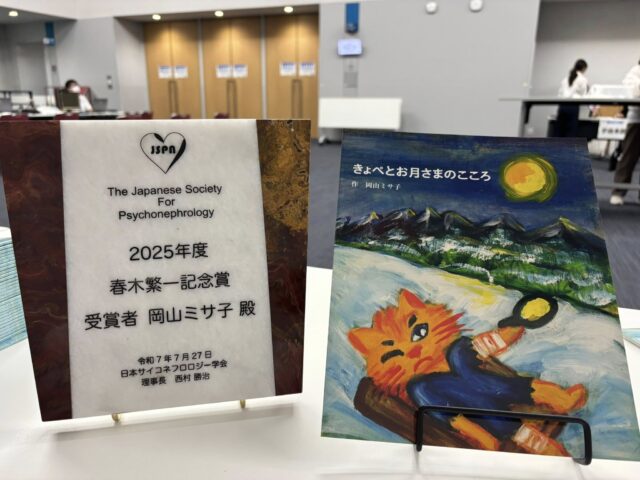 JSPN
The Japanese Society
For
Psychonephrology
2025年度
春木繁一記念賞
受賞者 岡山ミサ子 殿
令和7年7月27日
日本サイコネフロロジー学会
理事長 西村 勝治
きょぺとお月さまのこころ
作 岡山ミサ子